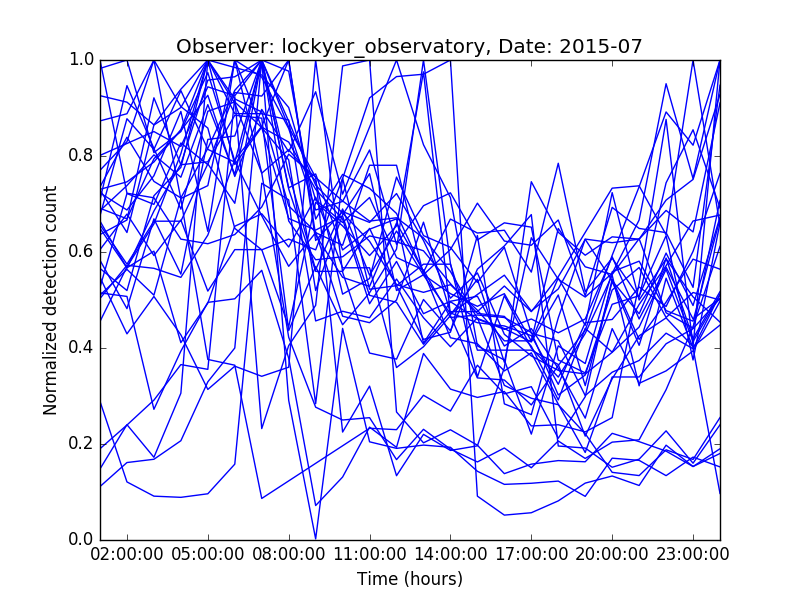 Observer: lockyer_observatory, Date: 2015-07
Normalized detection count
1.0
0.8
0.6
0.4
0.2
0.0
02:00:00 05:00:00 08:00:00 11:00:00 14:00:00 17:00:00 20:00:00 23:00:00
Time (hours)